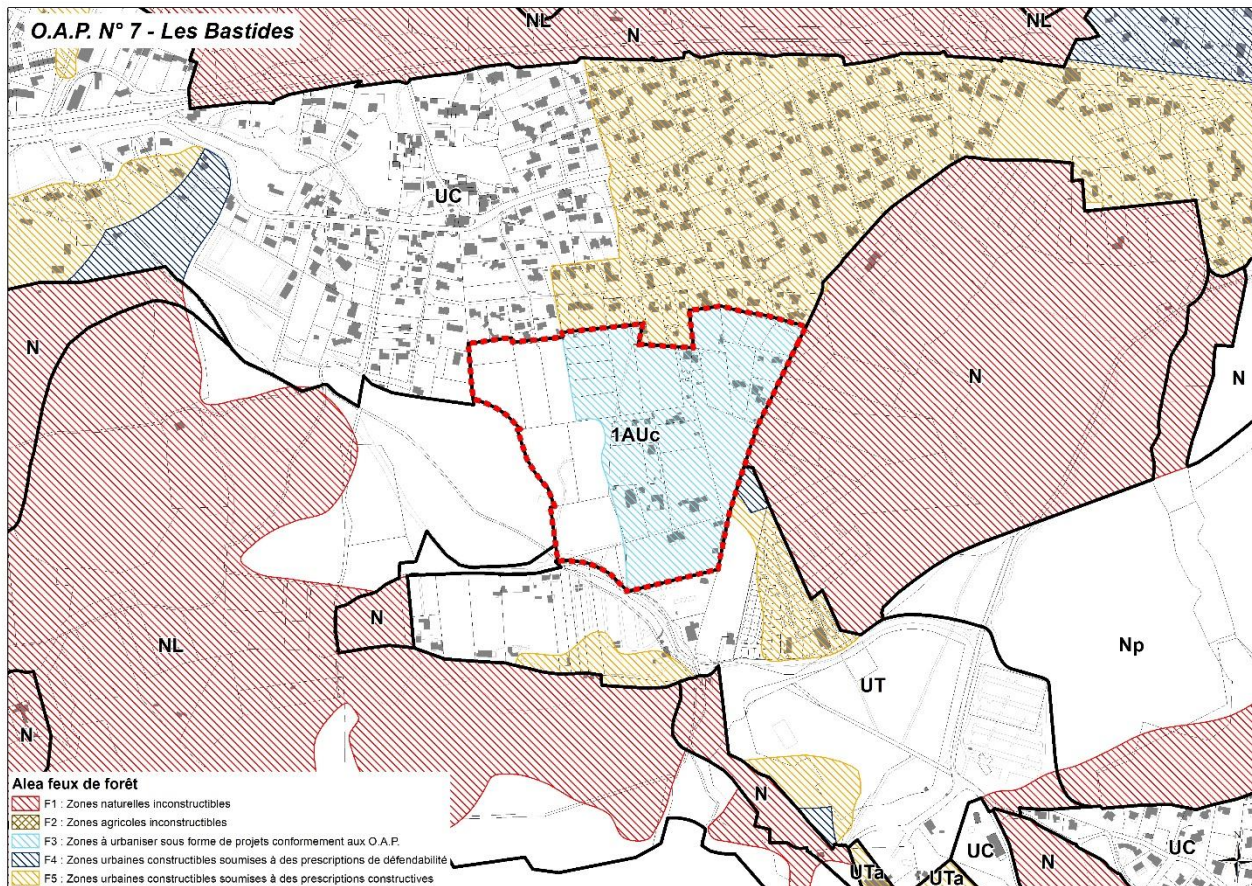 O.A.P. N° 7 - Les Bastides
NL
NL
N
UC
N
N
N
1AUc
N
NL
Np
UT
N
N
UC
N
UC
UTa
UTa
N
Alea feux de forêt
F1 : Zones naturelles inconstructibles
F2 : Zones agricoles inconstructibles
F3 : Zones à urbaniser sous forme de projets conformement aux O.A.P.
F4 : Zones urbaines constructibles soumises à des prescriptions de défendabilité
F5 : Zones urbaines constructibles soumises à des prescriptions constructives